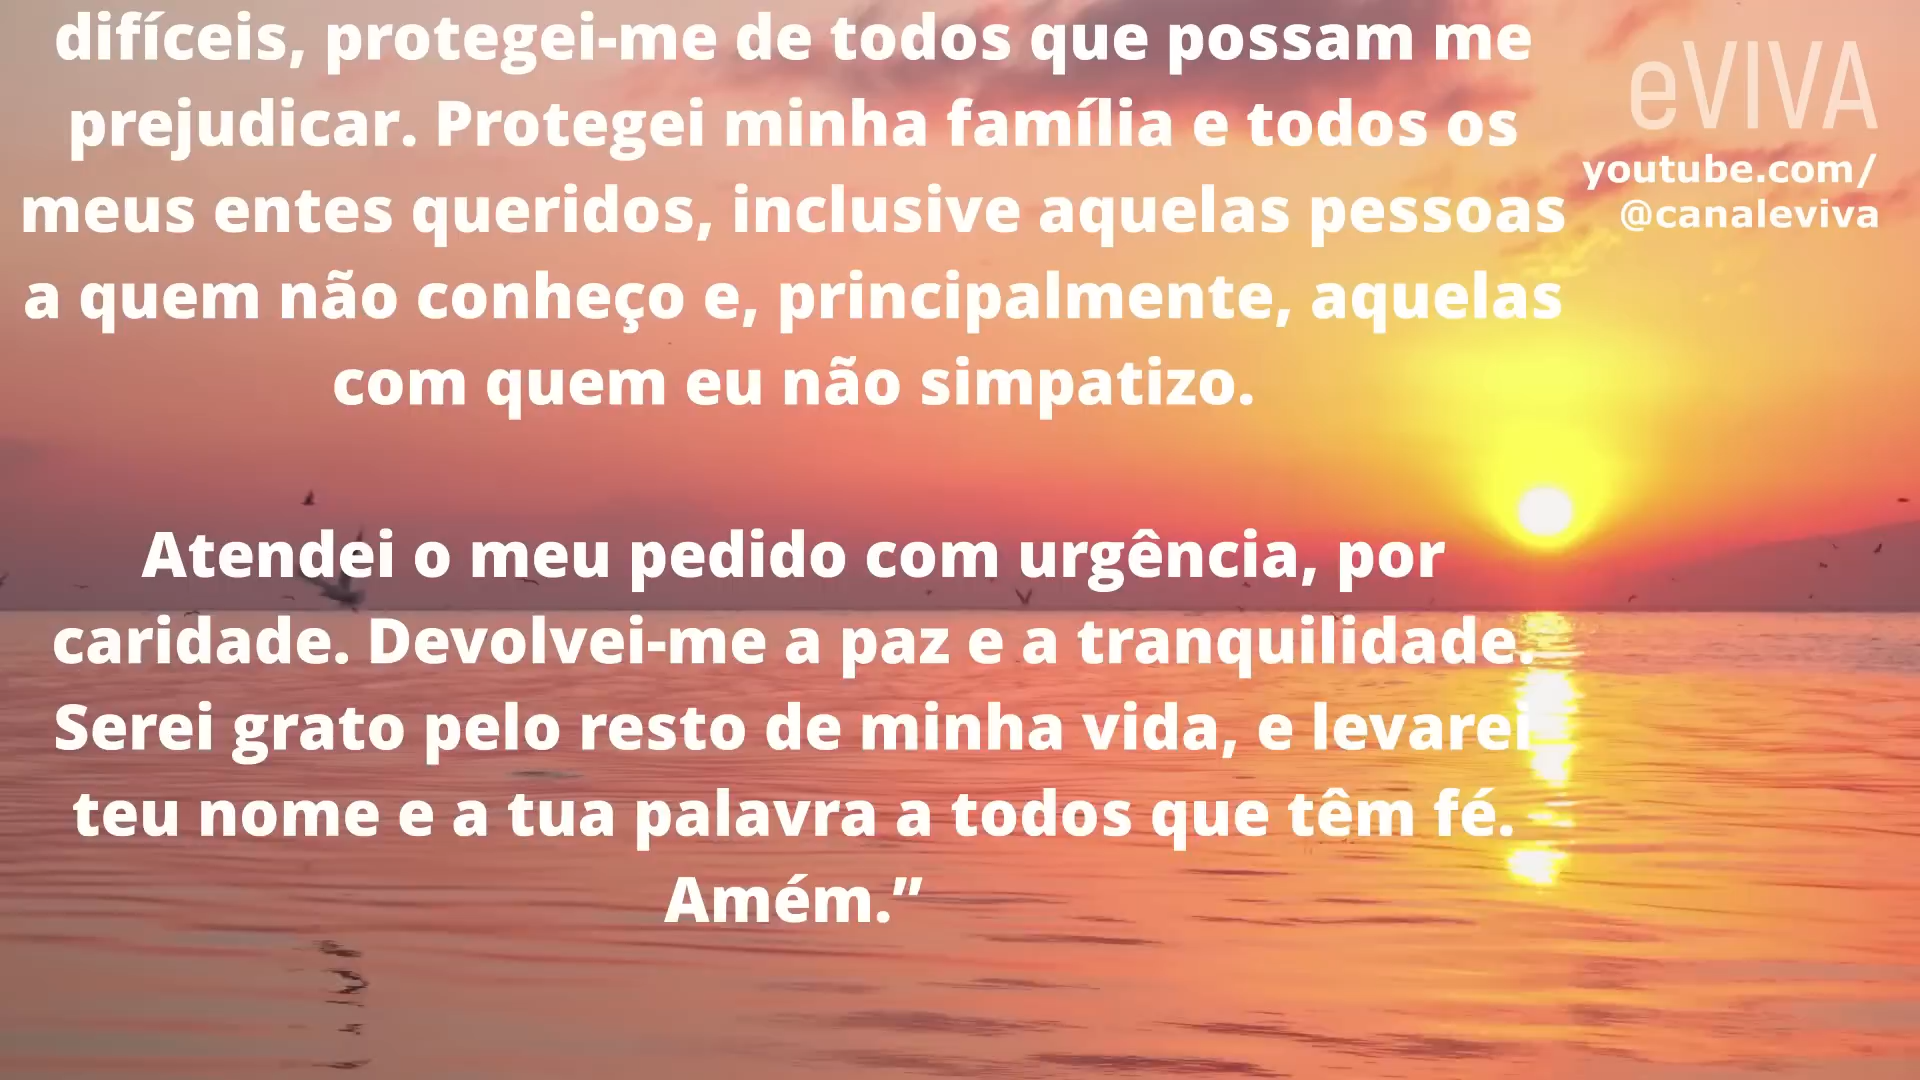 difíceis, protegei-me de todos que possam me
prejudicar. Protegei minha família e todos os
meus entes queridos, inclusive aquelas pessoas
a quem não conheço e, principalmente, aquelas
com quem eu não simpatizo.
Atendei o meu pedido com urgência, por
caridade. Devolvei-me a paz e a tranquilidade.
Serei grato pelo resto de minha vida, e levarei
teu nome e a tua palavra a todos que têm fé.
Amém.”
eVIVA
youtube.com/
@canaleviva